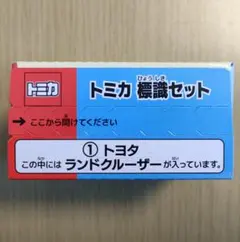 トミカ
トミカ 標識セット
ひょうしき
→ ここから開けてください
① トヨタ
この中には ランドクルーザー が入っています。